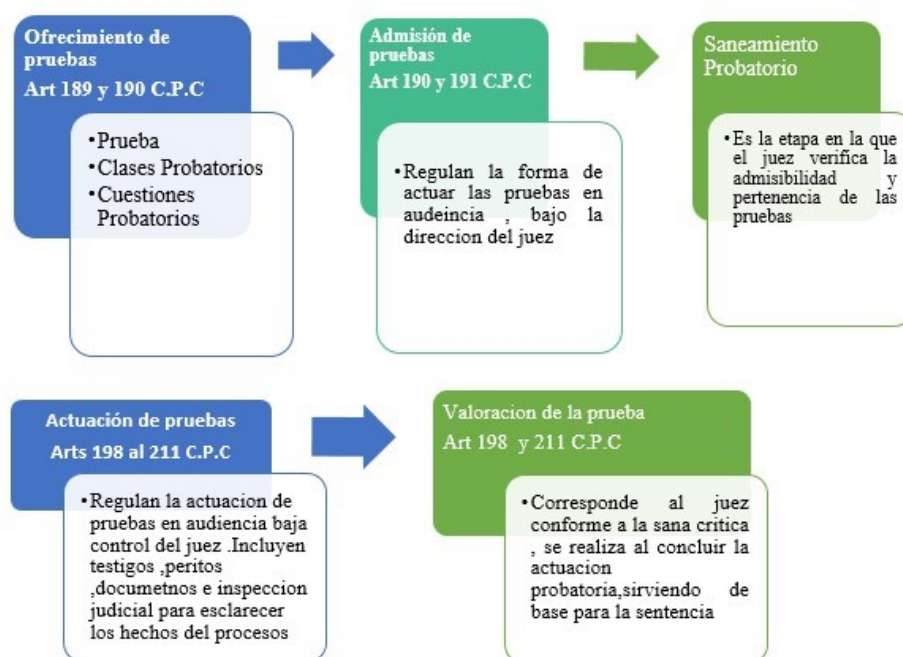 Ofrecimiento de
pruebas
Art 189 y 190 C.P.C
•Prueba
•Clases Probatorios
•Cuestiones
Probatorios
Admisión de
pruebas
Art 190 y 191 C.P.C
•Regulan la forma de
actuar las pruebas en
audeincia , bajo la
direccion del juez
Saneamiento
Probatorio
•Es la etapa en la que
el juez verifica la
admisibilidad y
pertenencia de las
pruebas
Actuación de pruebas
Arts 198 al 211 C.P.C
•Regulan la actuacion de
pruebas en audiencia baja
control del juez .Incluyen
testigos ,peritos
,documetnos e inspeccion
judicial para esclarecer
los hechos del procesos
Valoracion de la prueba
Art 198 y 211 C.P.C
•Corresponde al juez
conforme a la sana critica
, se realiza al concluir la
actuacion
probatoria,sirviendo de
base para la sentencia